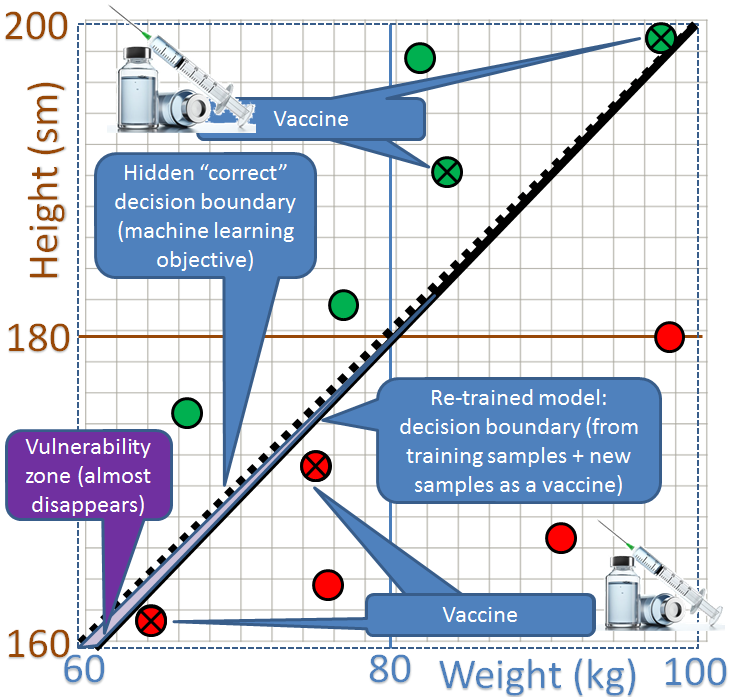 200
Height (sm)
Vaccine
Hidden “correct”
decision boundary
(machine learning
objective)
180
Re-trained model:
decision boundary (from
training samples + new
samples as a vaccine)
Vulnerability
zone (almost
disappears)
Vaccine
160
60
80
Weight (kg)
100